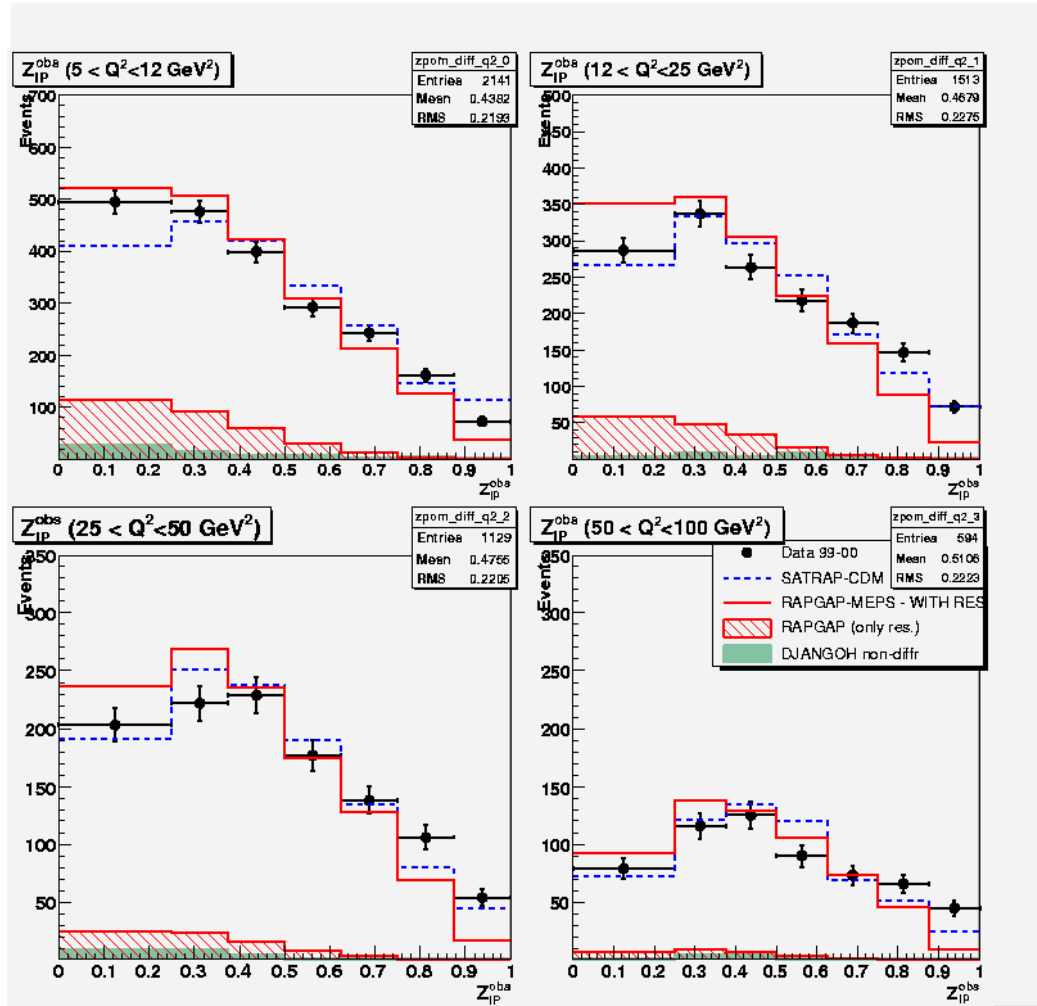 Z_IP^obs (5 < Q²<12 GeV²)
zpom_diff_q2_0
Entries 2141
Mean 0.4382
RMS 0.2193
Events
700
600
500
400
300
200
100
0 0.1 0.2 0.3 0.4 0.5 0.6 0.7 0.8 0.9 1
Z_IP^obs
Z_IP^obs (12 < Q²<25 GeV²)
zpom_diff_q2_1
Entries 1513
Mean 0.4679
RMS 0.2275
Events
500
450
400
350
300
250
200
150
100
50
0 0.1 0.2 0.3 0.4 0.5 0.6 0.7 0.8 0.9 1
Z_IP^obs
Z_IP^obs (25 < Q²<50 GeV²)
zpom_diff_q2_2
Entries 1129
Mean 0.4755
RMS 0.2205
Events
350
300
250
200
150
100
50
0 0.1 0.2 0.3 0.4 0.5 0.6 0.7 0.8 0.9 1
Z_IP^obs
Z_IP^obs (50 < Q²<100 GeV²)
zpom_diff_q2_3
Entries 594
Mean 0.5106
RMS 0.2223
Data 99-00
SATRAP-CDM
RAPGAP-MEPS - WITH RES
RAPGAP (only res.)
DJANGOH non-diffr
Events
350
300
250
200
150
100
50
0 0.1 0.2 0.3 0.4 0.5 0.6 0.7 0.8 0.9 1
Z_IP^obs